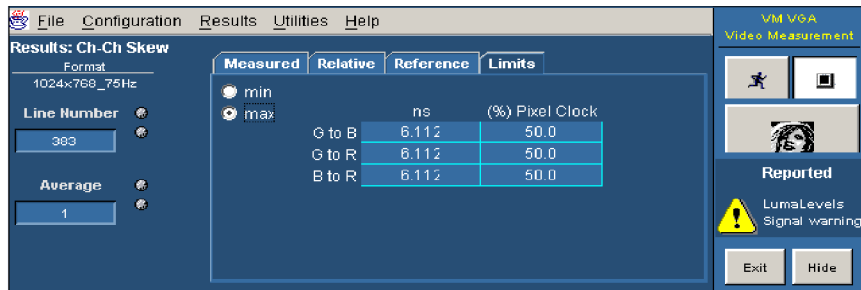 File Configuration Results Utilities Help
VM VGA
Video Measurement
Results: Ch-Ch Skew
Format
1024x768_75Hz
Line Number
383
Average
1
Measured Relative Reference Limits
min
max
ns (%) Pixel Clock
G to B 6.112 50.0
G to R 6.112 50.0
B to R 6.112 50.0
Reported
LumaLevels
Signal warning
Exit Hide